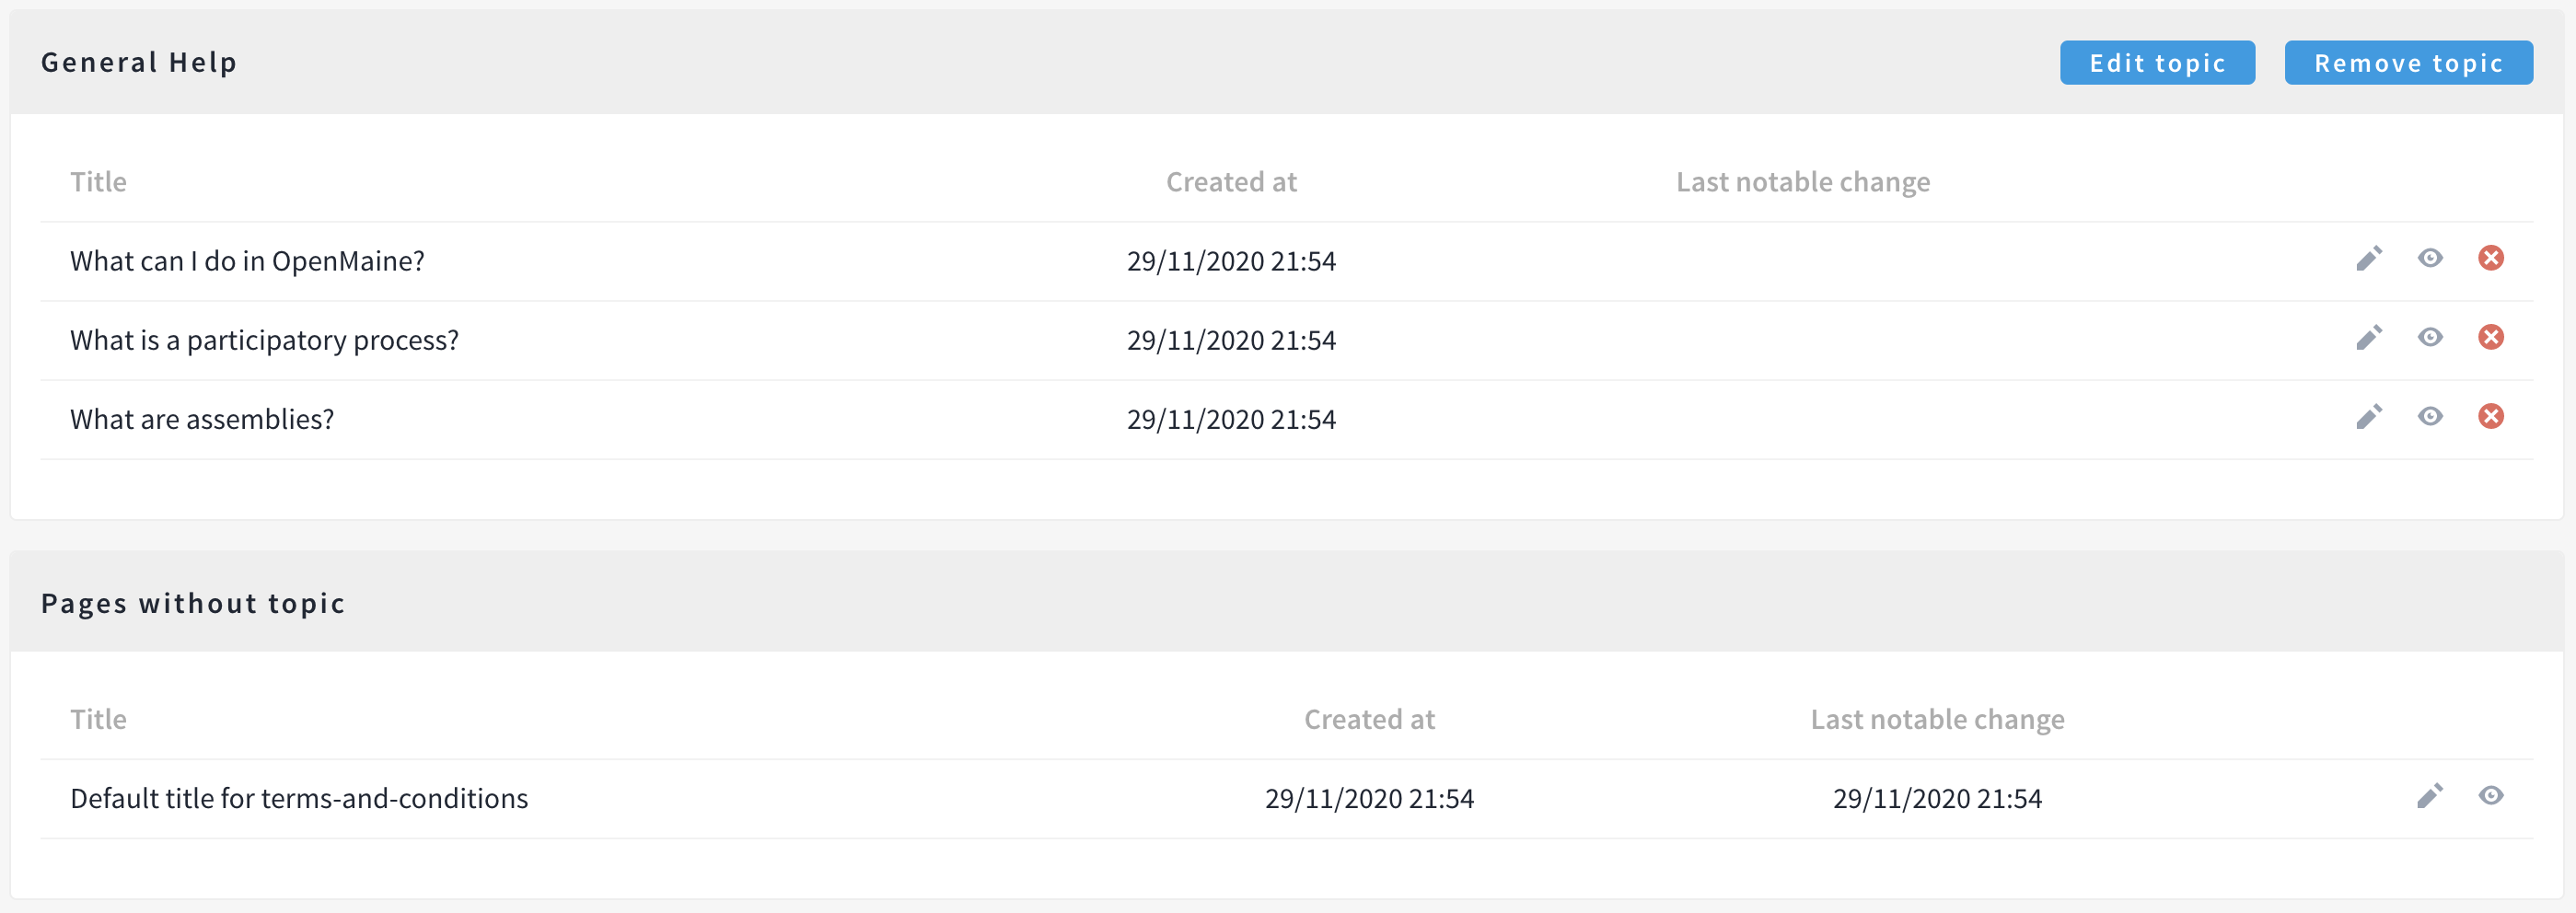 General Help Edit topic Remove topic
Title Created at Last notable change
What can I do in OpenMaine? 29/11/2020 21:54
What is a participatory process? 29/11/2020 21:54
What are assemblies? 29/11/2020 21:54
Pages without topic
Title Created at Last notable change
Default title for terms-and-conditions 29/11/2020 21:54 29/11/2020 21:54